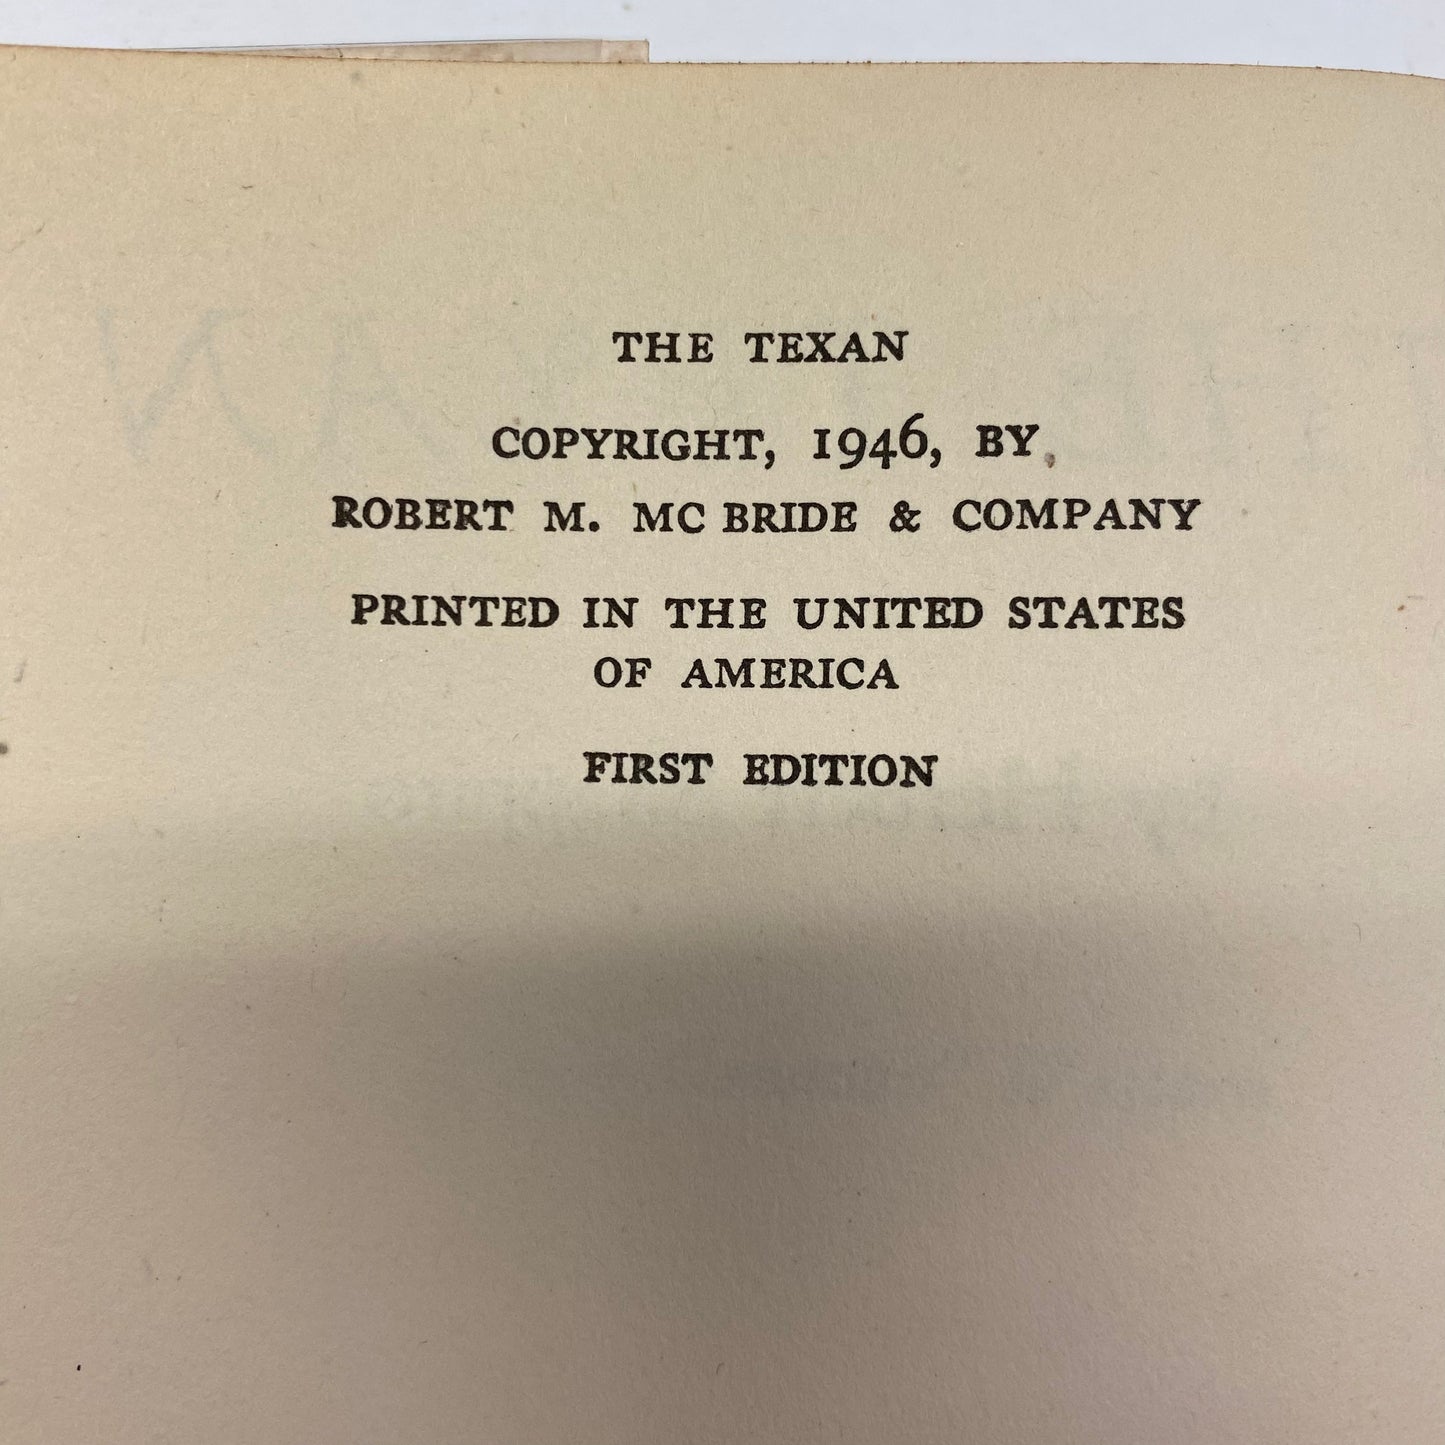 THE TEXAN
COPYRIGHT, 1946, BY
ROBERT M. MC BRIDE & COMPANY
PRINTED IN THE UNITED STATES
OF AMERICA
FIRST EDITION